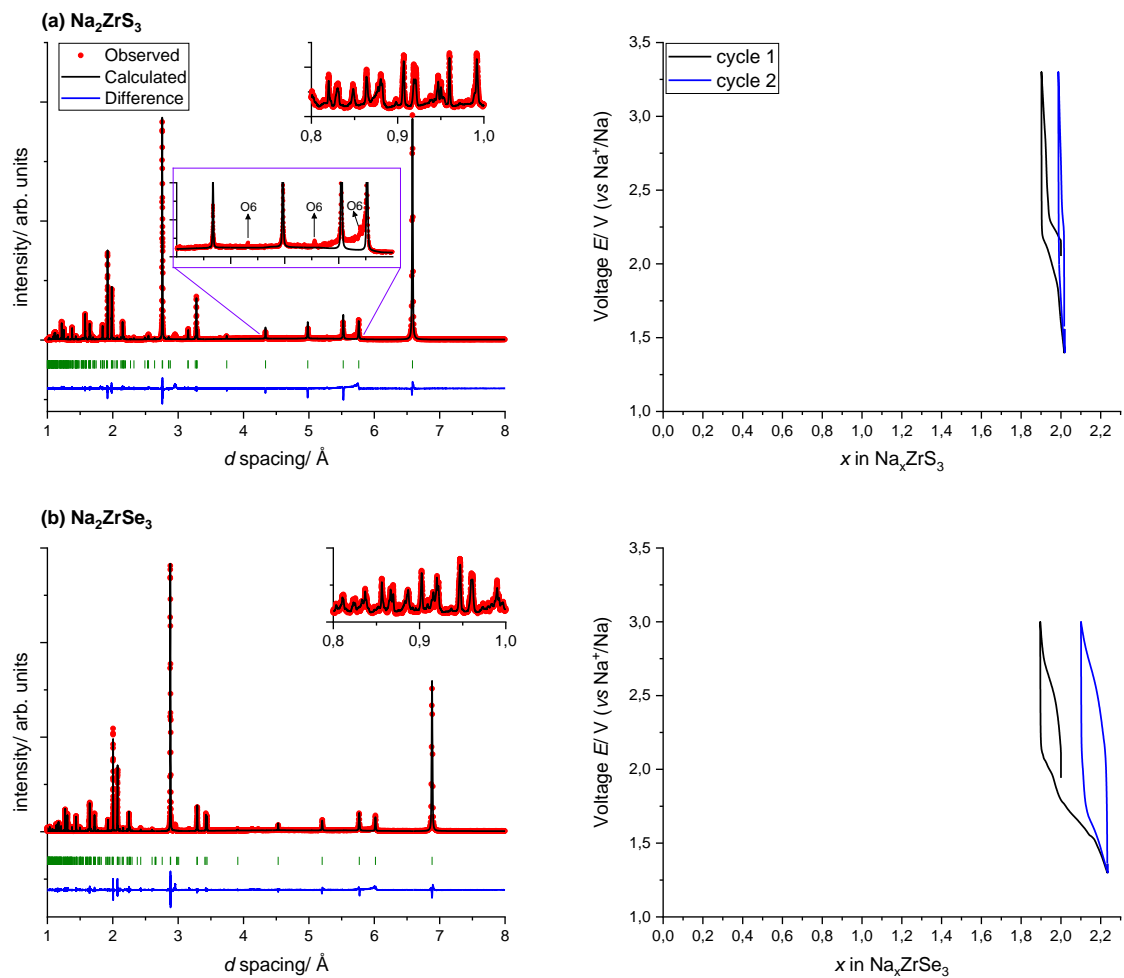 (a) Na₂ZrS₃
Observed
Calculated
Difference
intensity/ arb. units
0,8 0,9 1,0
O6 O6 O6
1 2 3 4 5 6 7 8
d spacing/ Å
cycle 1
cycle 2
Voltage E/ V (vs Na⁺/Na)
3,5
3,0
2,5
2,0
1,5
1,0
0,0 0,2 0,4 0,6 0,8 1,0 1,2 1,4 1,6 1,8 2,0 2,2
x in NaₓZrS₃
(b) Na₂ZrSe₃
intensity/ arb. units
0,8 0,9 1,0
1 2 3 4 5 6 7 8
d spacing/ Å
Voltage E/ V (vs Na⁺/Na)
3,5
3,0
2,5
2,0
1,5
1,0
0,0 0,2 0,4 0,6 0,8 1,0 1,2 1,4 1,6 1,8 2,0 2,2
x in NaₓZrSe₃